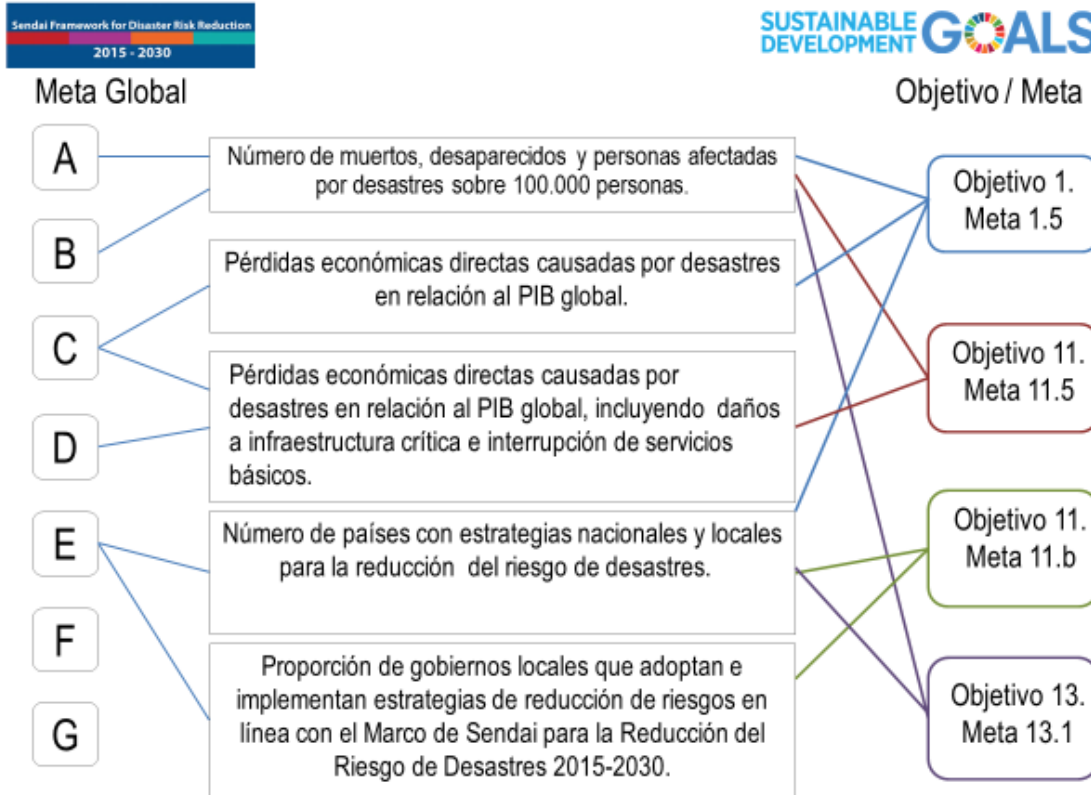 Sendai Framework for Disaster Risk Reduction
2015 - 2030
SUSTAINABLE
DEVELOPMENT
GOALS
Meta Global
Objetivo / Meta
A
B
C
D
E
F
G
Número de muertos, desaparecidos y personas afectadas
por desastres sobre 100.000 personas.
Pérdidas económicas directas causadas por desastres
en relación al PIB global.
Pérdidas económicas directas causadas por
desastres en relación al PIB global, incluyendo daños
a infraestructura crítica e interrupción de servicios
básicos.
Número de países con estrategias nacionales y locales
para la reducción del riesgo de desastres.
Proporción de gobiernos locales que adoptan e
implementan estrategias de reducción de riesgos en
línea con el Marco de Sendai para la Reducción del
Riesgo de Desastres 2015-2030.
Objetivo 1.
Meta 1.5
Objetivo 11.
Meta 11.5
Objetivo 11.
Meta 11.b
Objetivo 13.
Meta 13.1